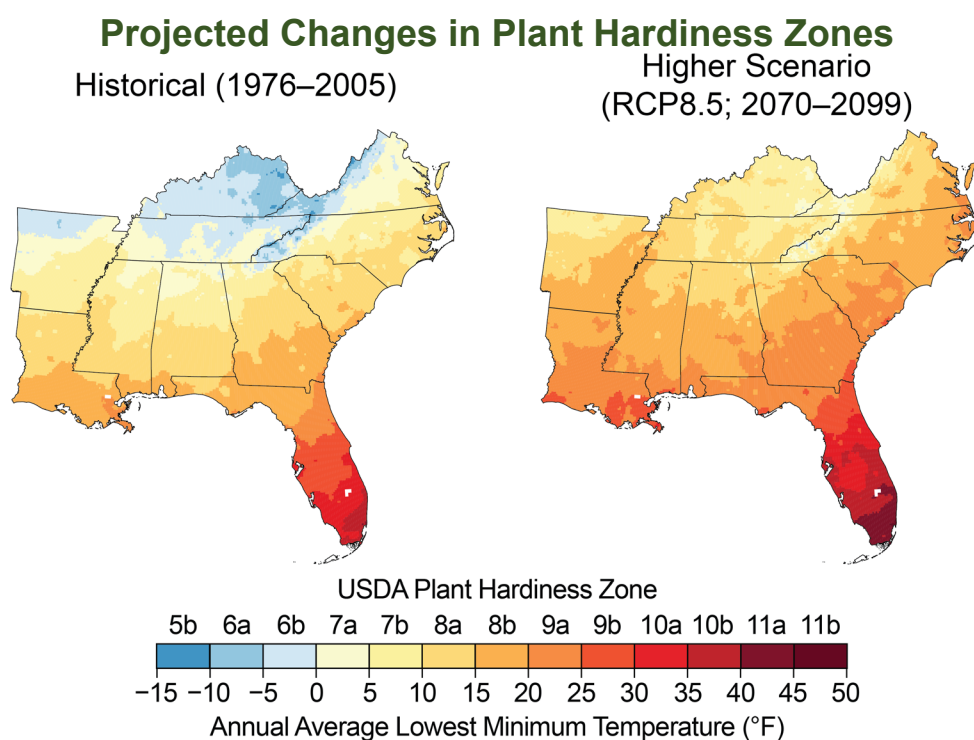 Projected Changes in Plant Hardiness Zones
Historical (1976–2005)
Higher Scenario
(RCP8.5; 2070–2099)
USDA Plant Hardiness Zone
5b 6a 6b 7a 7b 8a 8b 9a 9b 10a 10b 11a 11b
−15 −10 −5 0 5 10 15 20 25 30 35 40 45 50
Annual Average Lowest Minimum Temperature (°F)